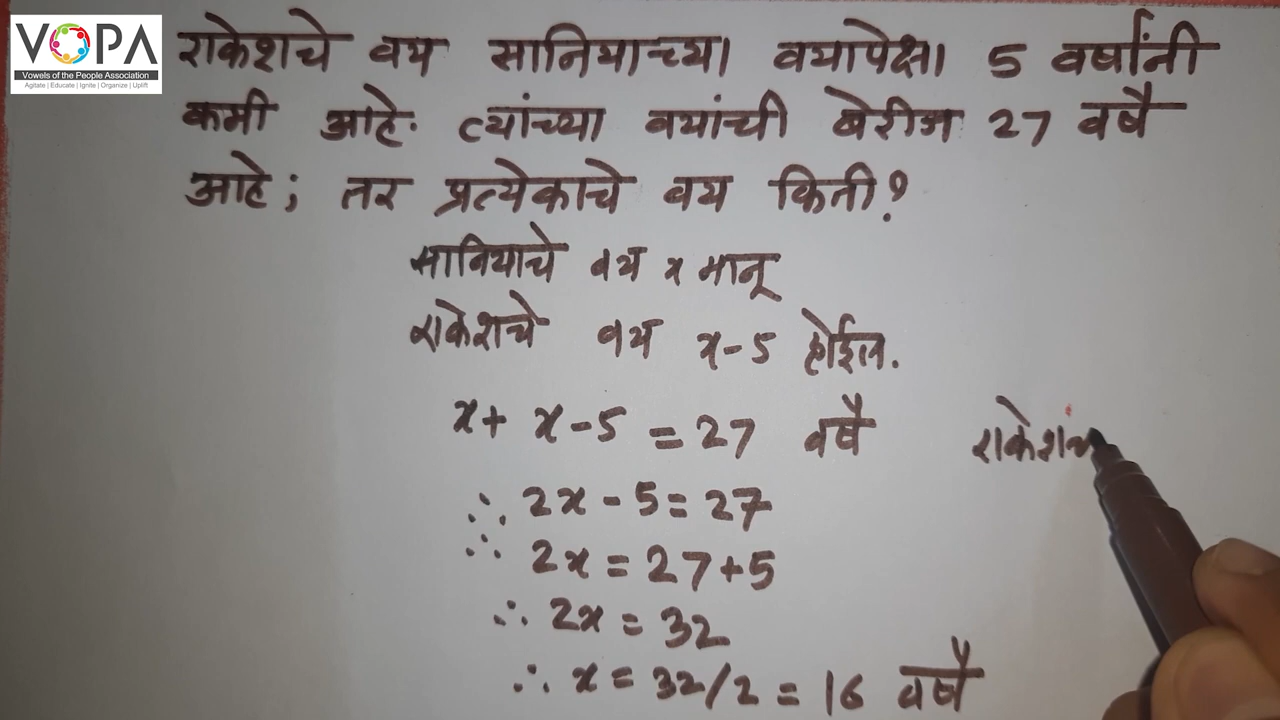 VOPA
Vowels of the People Association
Agitate | Educate | Ignite | Organize | Uplift
राकेशचे वय सानियाच्या वयापेक्षा 5 वर्षांनी
कमी आहे. त्यांच्या वयांची बेरीज 27 वर्षे
आहे; तर प्रत्येकाचे वय किती?
सानियाचे वय x मानू
राकेशचे वय x-5 होईल.
x + x - 5 = 27 वर्षे
∴ 2x - 5 = 27
∴ 2x = 27+5
∴ 2x = 32
∴ x = 32/2 = 16 वर्षे
राकेशच